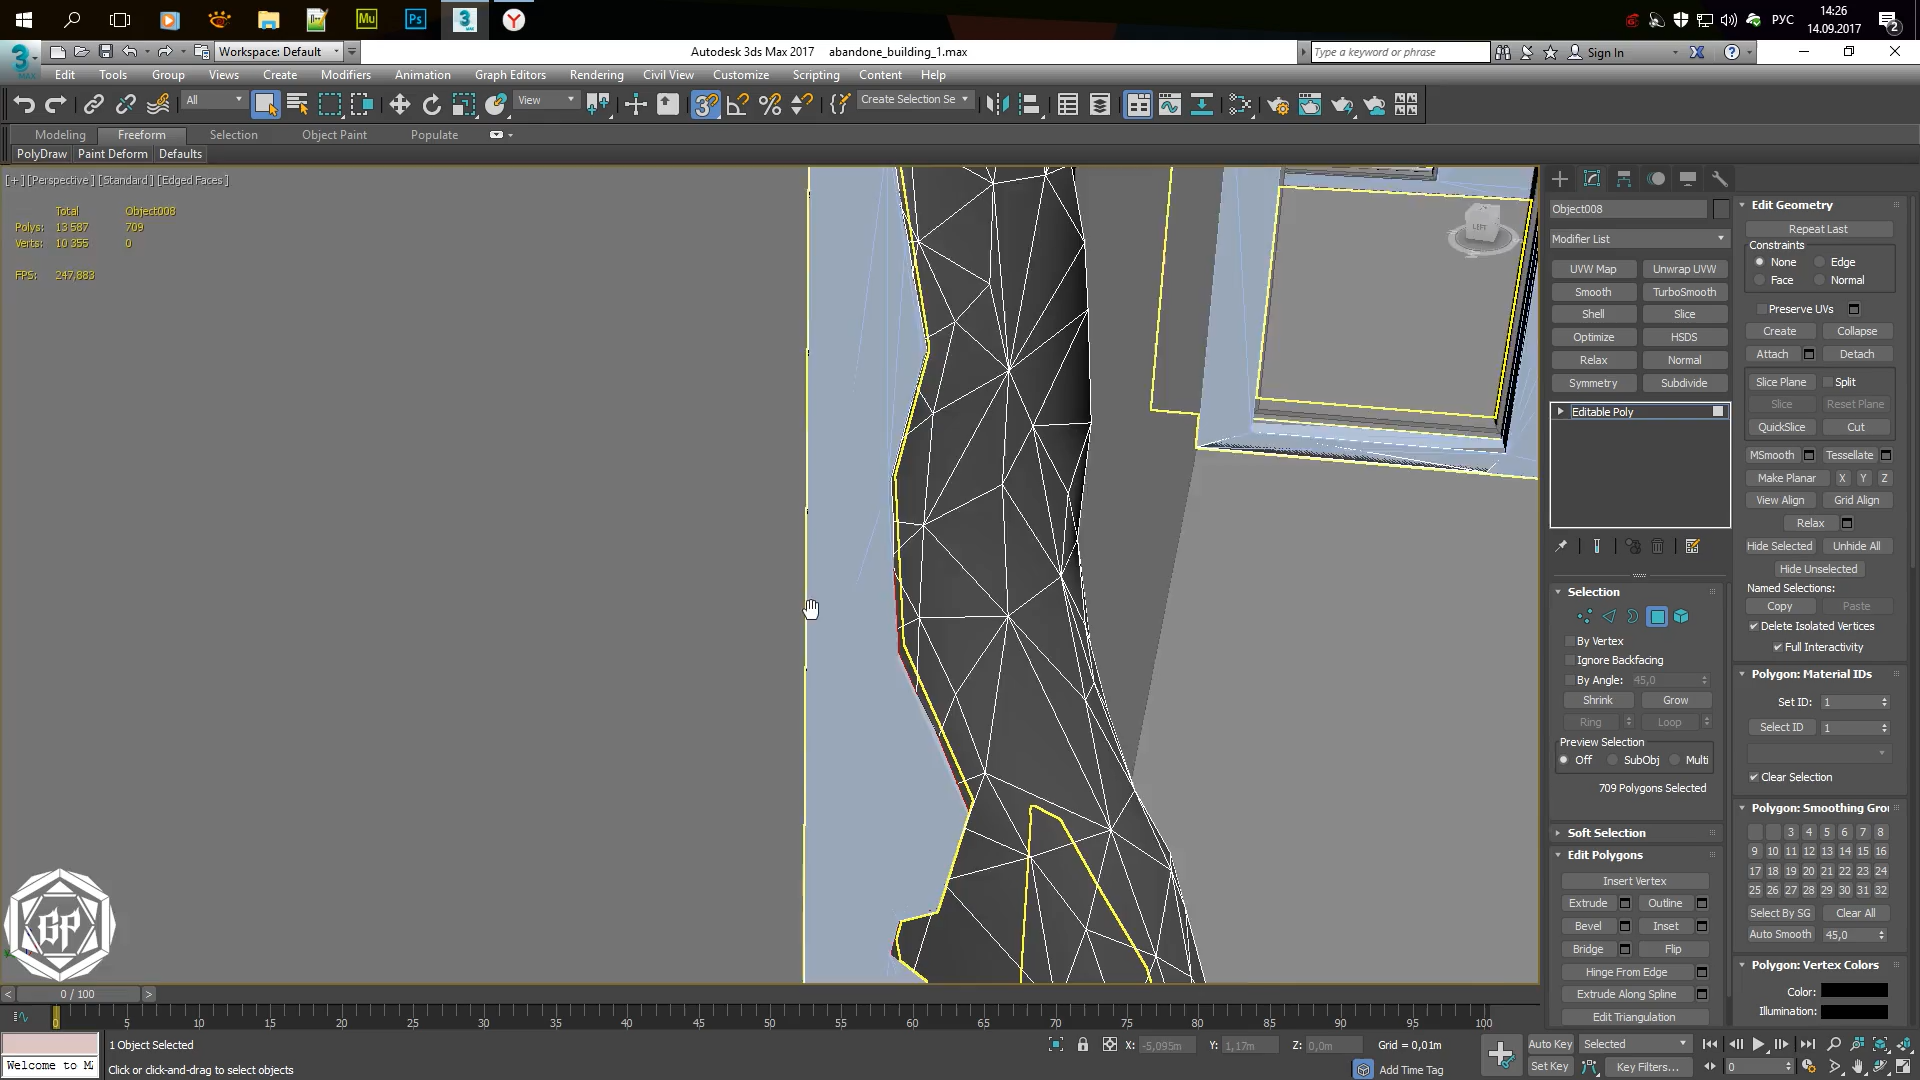 РУС
14:26
14.09.2017
2
Mu
Ps
Workspace: Default
Autodesk 3ds Max 2017 abandone_building_1.max
Type a keyword or phrase
Sign In
MAX
Edit Tools Group Views Create Modifiers Animation Graph Editors Rendering Civil View Customize Scripting Content Help
All
View
Create Selection Se
Modeling Freeform Selection Object Paint Populate
PolyDraw Paint Deform Defaults
[+] [Perspective] [Standard] [Edged Faces]
Total Object008
Polys: 13 587 709
Verts: 10 355 0
FPS: 247,883
LEFT
Object008
Modifier List
UVW Map Unwrap UVW
Smooth TurboSmooth
Shell Slice
Optimize HSDS
Relax Normal
Symmetry Subdivide
Editable Poly
Selection
By Vertex
Ignore Backfacing
By Angle: 45,0
Shrink Grow
Ring Loop
Preview Selection
Off SubObj Multi
709 Polygons Selected
Soft Selection
Edit Polygons
Insert Vertex
Extrude Outline
Bevel Inset
Bridge Flip
Hinge From Edge
Extrude Along Spline
Edit Triangulation
Edit Geometry
Repeat Last
Constraints
None Edge
Face Normal
Preserve UVs
Create Collapse
Attach Detach
Slice Plane Split
Slice Reset Plane
QuickSlice Cut
MSmooth Tessellate
Make Planar X Y Z
View Align Grid Align
Relax
Hide Selected Unhide All
Hide Unselected
Named Selections:
Copy Paste
Delete Isolated Vertices
Full Interactivity
Polygon: Material IDs
Set ID: 1
Select ID 1
Clear Selection
Polygon: Smoothing Grou
3 4 5 6 7 8
9 10 11 12 13 14 15 16
17 18 19 20 21 22 23 24
25 26 27 28 29 30 31 32
Select By SG Clear All
Auto Smooth 45,0
Polygon: Vertex Colors
Color:
Illumination:
GP
0 / 100
0 5 10 15 20 25 30 35 40 45 50 55 60 65 70 75 80 85 90 95 100
1 Object Selected
Welcome to M
Click or click-and-drag to select objects
X: -5,095m Y: 1,17m Z: 0,0m Grid = 0,01m
Add Time Tag
Auto Key Selected
Set Key Key Filters...
0